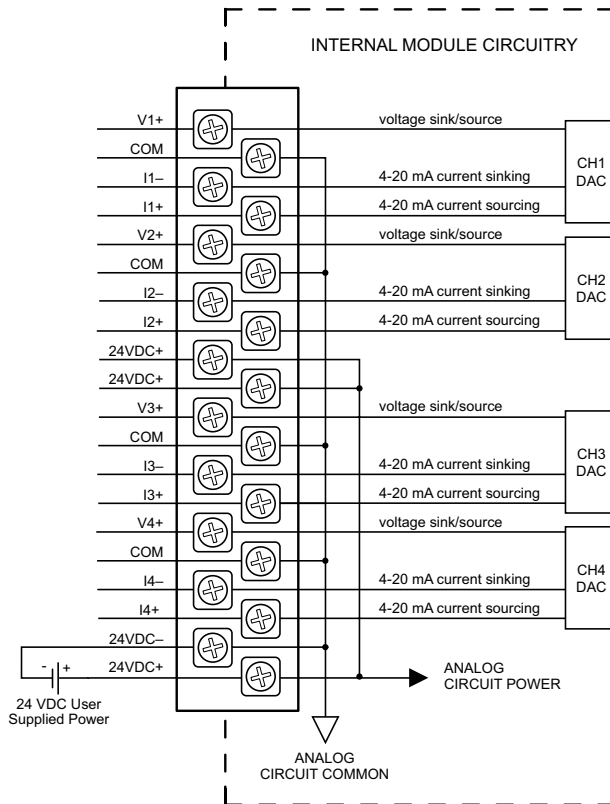 INTERNAL MODULE CIRCUITRY
V1+ voltage sink/source
COM
I1– 4-20 mA current sinking
I1+ 4-20 mA current sourcing
CH1
DAC
V2+ voltage sink/source
COM
I2– 4-20 mA current sinking
I2+ 4-20 mA current sourcing
CH2
DAC
24VDC+
24VDC+
V3+ voltage sink/source
COM
I3– 4-20 mA current sinking
I3+ 4-20 mA current sourcing
CH3
DAC
V4+ voltage sink/source
COM
I4– 4-20 mA current sinking
I4+ 4-20 mA current sourcing
CH4
DAC
24VDC–
24VDC+
- +
24 VDC User
Supplied Power
ANALOG
CIRCUIT POWER
ANALOG
CIRCUIT COMMON